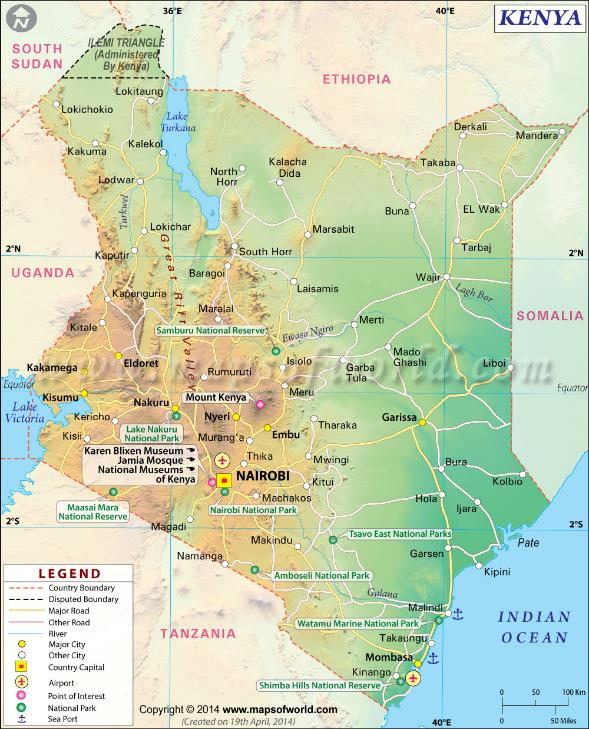 N
36°E
40°E
KENYA
SOUTH
SUDAN
ILEMI TRIANGLE
(Administered
By Kenya)
ETHIOPIA
Lokitaung
Lokichokio
Lake
Turkana
Derkali
Mandera
Kakuma
Kalekol
Kalacha
Dida
Takaba
North
Horr
Lodwar
Turkwel
Buna
EL Wak
Lokichar
Marsabit
Tarbaj
2°N
2°N
Kaputir
South Horr
Great Rift Valley
UGANDA
Baragoi
Wajir
Laisamis
Lagh Bor
Kapenguria
SOMALIA
Maralal
Kitale
Samburu National Reserve
Ewaso Ngiro
Merti
Eldoret
Isiolo
Mado
Ghashi
Liboi
Kakamega
Rumuruti
Garba
Tula
www.mapsofworld.com
Equator
Equator
Kisumu
Meru
Mount Kenya
Nakuru
Lake
Victoria
Nyeri
Garissa
Kericho
Tharaka
Lake Nakuru
National Park
Embu
Kisii
Murang'a
Karen Blixen Museum
Jamia Mosque
National Museums
of Kenya
Thika
Mwingi
Bura
NAIROBI
Kitui
Kolbio
Machakos
Hola
Maasai Mara
National Reserve
Nairobi National Park
Ijara
2°S
2°S
Magadi
Tsavo East National Parks
Makindu
Pate
Namanga
Garsen
Kipini
Amboseli National Park
Galana
LEGEND
Country Boundary
Disputed Boundary
Major Road
Other Road
River
Major City
Other City
Country Capital
Airport
Point of Interest
National Park
Sea Port
Malindi
Watamu Marine National Park
INDIAN
OCEAN
TANZANIA
Takaungu
Mombasa
Kinango
Shimba Hills National Reserve
0 50 100 Km
0 50 Miles
Copyright © 2014 www.mapsofworld.com
(Created on 19th April, 2014)
40°E